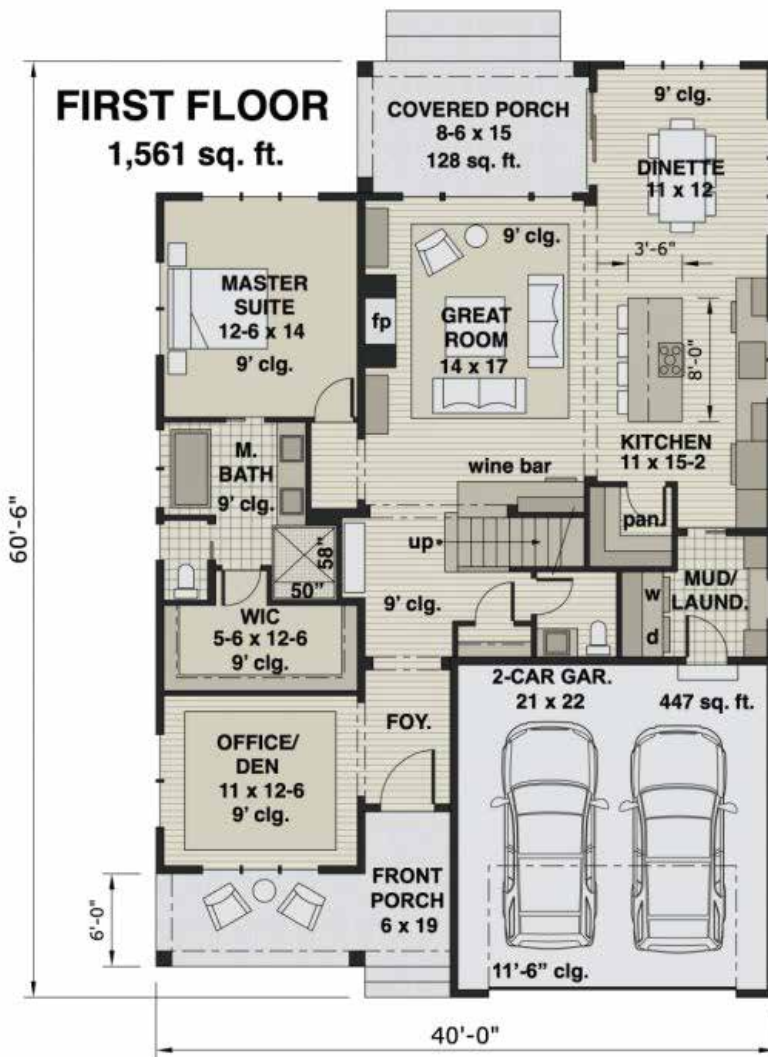 FIRST FLOOR
1,561 sq. ft.
COVERED PORCH
8-6 x 15
128 sq. ft.
9' clg.
DINETTE
11 x 12
3'-6"
9' clg.
MASTER
SUITE
12-6 x 14
9' clg.
fp
GREAT
ROOM
14 x 17
8'-0"
KITCHEN
11 x 15-2
M.
BATH
9' clg.
wine bar
pan.
up
58"
50"
60'-6"
9' clg.
MUD/
LAUND.
w
d
WIC
5-6 x 12-6
9' clg.
2-CAR GAR.
21 x 22
447 sq. ft.
FOY.
OFFICE/
DEN
11 x 12-6
9' clg.
FRONT
PORCH
6 x 19
6'-0"
11'-6" clg.
40'-0"